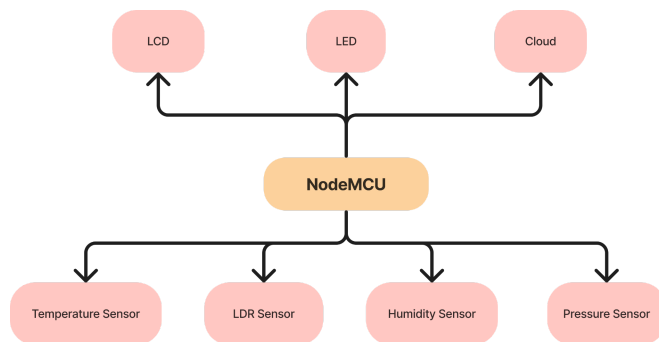 LCD
LED
Cloud
NodeMCU
Temperature Sensor
LDR Sensor
Humidity Sensor
Pressure Sensor